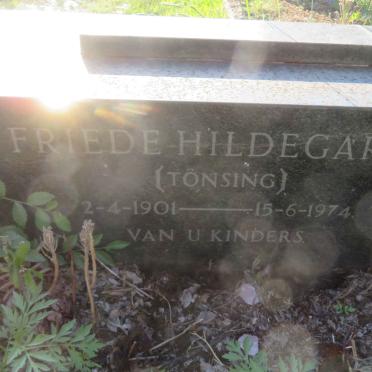 FRIEDE HILDEGAR
{TÖNSING}
2-4-1901 — 15-6-1974
VAN U KINDERS